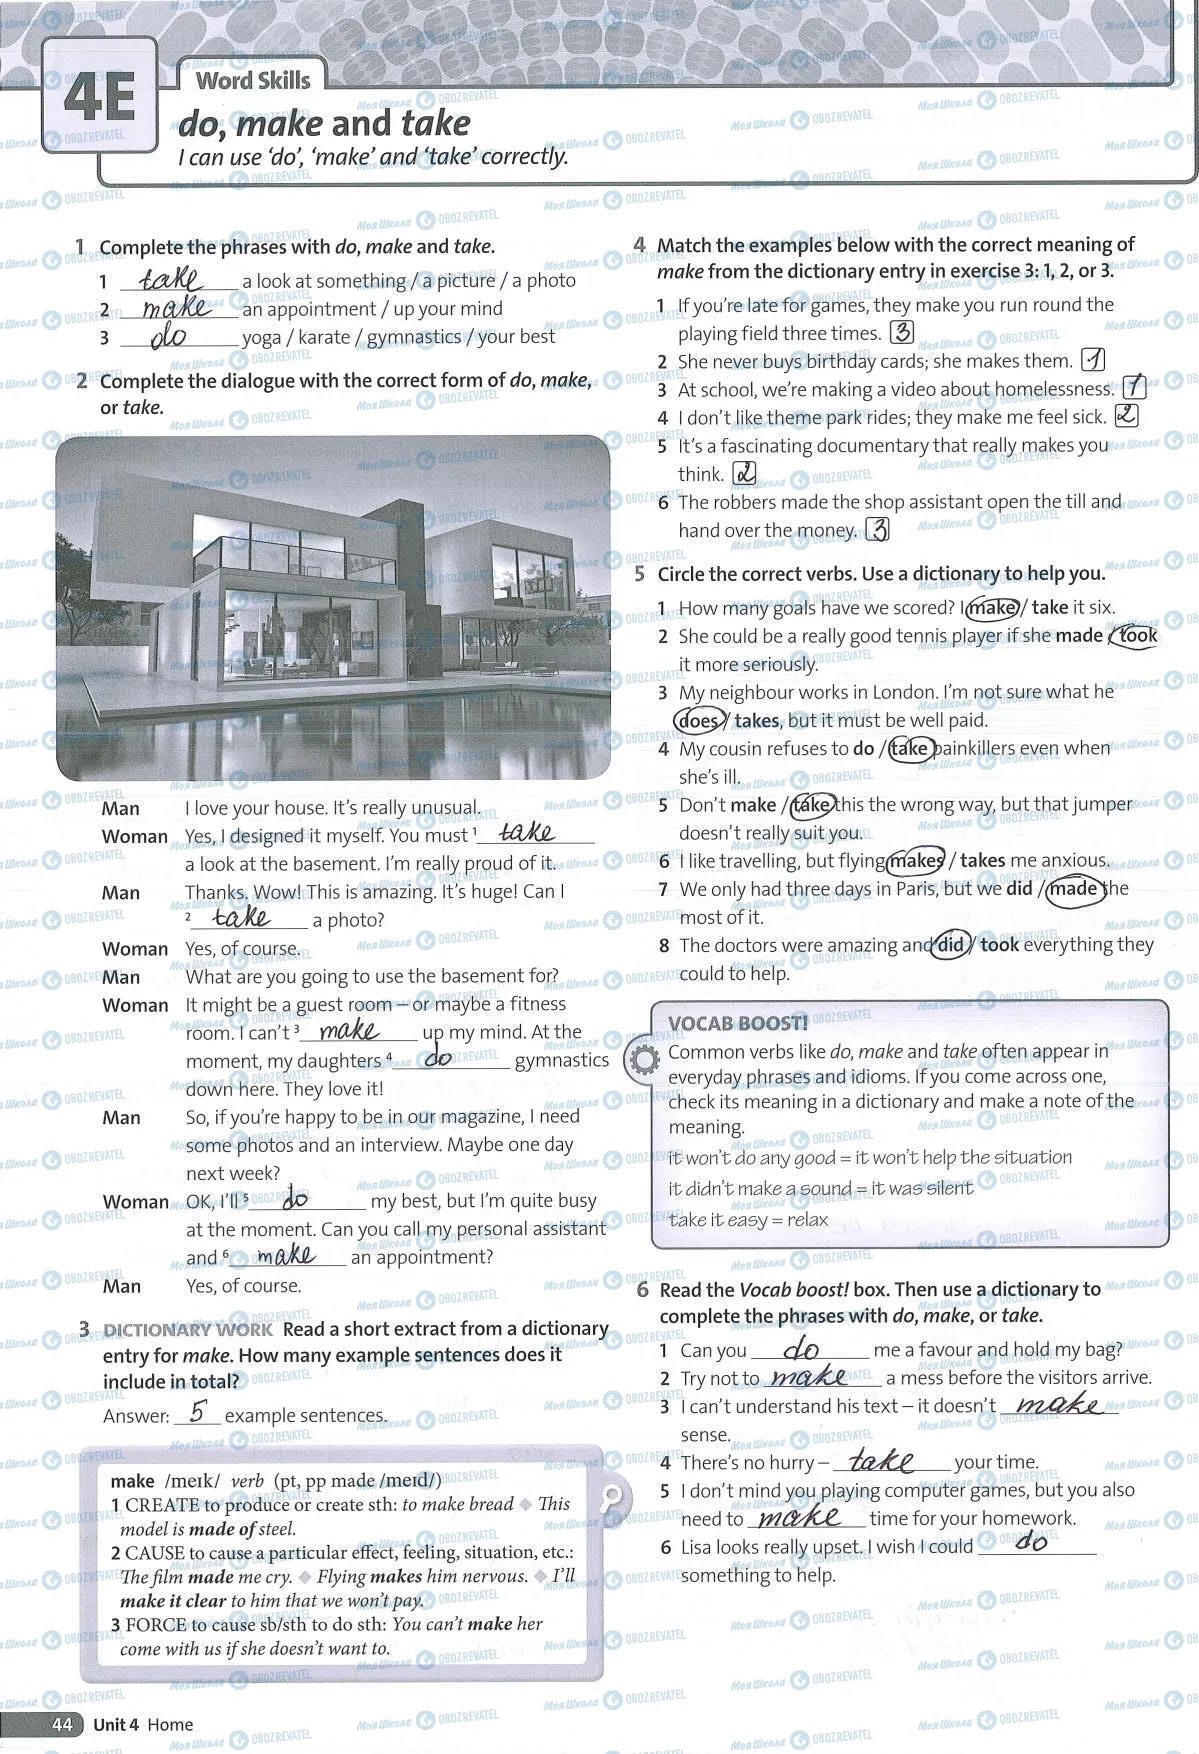 4E
Word Skills
do, make and take
I can use ‘do’, ‘make’ and ‘take’ correctly.
1 Complete the phrases with do, make and take.
1 take a look at something / a picture / a photo
2 make an appointment / up your mind
3 do yoga / karate / gymnastics / your best
2 Complete the dialogue with the correct form of do, make,
or take.
Man I love your house. It’s really unusual.
Woman Yes, I designed it myself. You must 1 take
a look at the basement. I’m really proud of it.
Man Thanks. Wow! This is amazing. It’s huge! Can I
2 take a photo?
Woman Yes, of course.
Man What are you going to use the basement for?
Woman It might be a guest room – or maybe a fitness
room. I can’t 3 make up my mind. At the
moment, my daughters 4 do gymnastics
down here. They love it!
Man So, if you’re happy to be in our magazine, I need
some photos and an interview. Maybe one day
next week?
Woman OK, I’ll 5 do my best, but I’m quite busy
at the moment. Can you call my personal assistant
and 6 make an appointment?
Man Yes, of course.
3 DICTIONARY WORK Read a short extract from a dictionary
entry for make. How many example sentences does it
include in total?
Answer: 5 example sentences.
make /meɪk/ verb (pt, pp made /meɪd/)
1 CREATE to produce or create sth: to make bread ◆ This
model is made of steel.
2 CAUSE to cause a particular effect, feeling, situation, etc.:
The film made me cry. ◆ Flying makes him nervous. ◆ I’ll
make it clear to him that we won’t pay.
3 FORCE to cause sb/sth to do sth: You can’t make her
come with us if she doesn’t want to.
44 Unit 4 Home
4 Match the examples below with the correct meaning of
make from the dictionary entry in exercise 3: 1, 2, or 3.
1 If you’re late for games, they make you run round the
playing field three times. 3
2 She never buys birthday cards; she makes them. 1
3 At school, we’re making a video about homelessness. 1
4 I don’t like theme park rides; they make me feel sick. 2
5 It’s a fascinating documentary that really makes you
think. 2
6 The robbers made the shop assistant open the till and
hand over the money. 3
5 Circle the correct verbs. Use a dictionary to help you.
1 How many goals have we scored? I make / take it six.
2 She could be a really good tennis player if she made / took
it more seriously.
3 My neighbour works in London. I’m not sure what he
does / takes, but it must be well paid.
4 My cousin refuses to do / take painkillers even when
she’s ill.
5 Don’t make / take this the wrong way, but that jumper
doesn’t really suit you.
6 I like travelling, but flying makes / takes me anxious.
7 We only had three days in Paris, but we did / made the
most of it.
8 The doctors were amazing and did / took everything they
could to help.
VOCAB BOOST!
Common verbs like do, make and take often appear in
everyday phrases and idioms. If you come across one,
check its meaning in a dictionary and make a note of the
meaning.
it won’t do any good = it won’t help the situation
it didn’t make a sound = it was silent
take it easy = relax
6 Read the Vocab boost! box. Then use a dictionary to
complete the phrases with do, make, or take.
1 Can you do me a favour and hold my bag?
2 Try not to make a mess before the visitors arrive.
3 I can’t understand his text – it doesn’t make
sense.
4 There’s no hurry – take your time.
5 I don’t mind you playing computer games, but you also
need to make time for your homework.
6 Lisa looks really upset. I wish I could do
something to help.
Моя Школа OBOZREVATEL